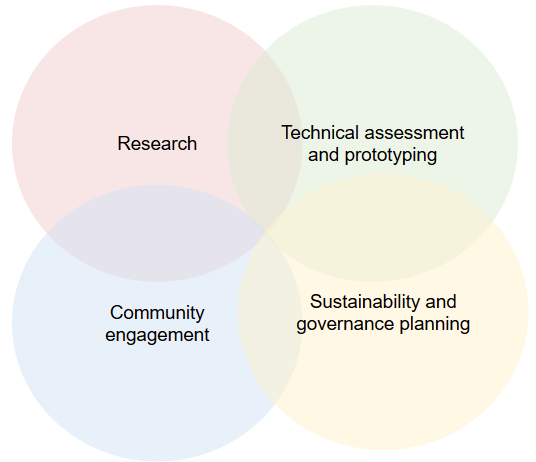 Research
Technical assessment
and prototyping
Community
engagement
Sustainability and
governance planning